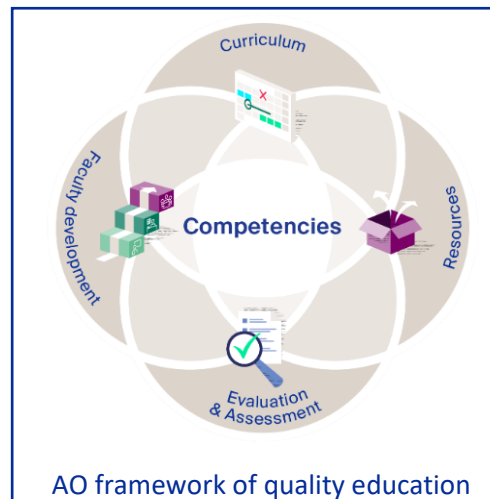 Curriculum
Faculty development
Competencies
Resources
Evaluation
& Assessment
AO framework of quality education